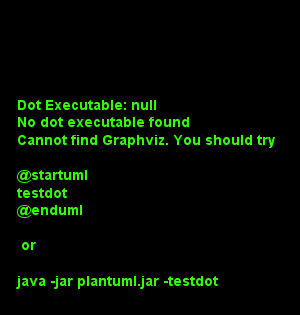 Dot Executable: null
No dot executable found
Cannot find Graphviz. You should try
@startuml
testdot
@enduml
or
java -jar plantuml.jar -testdot